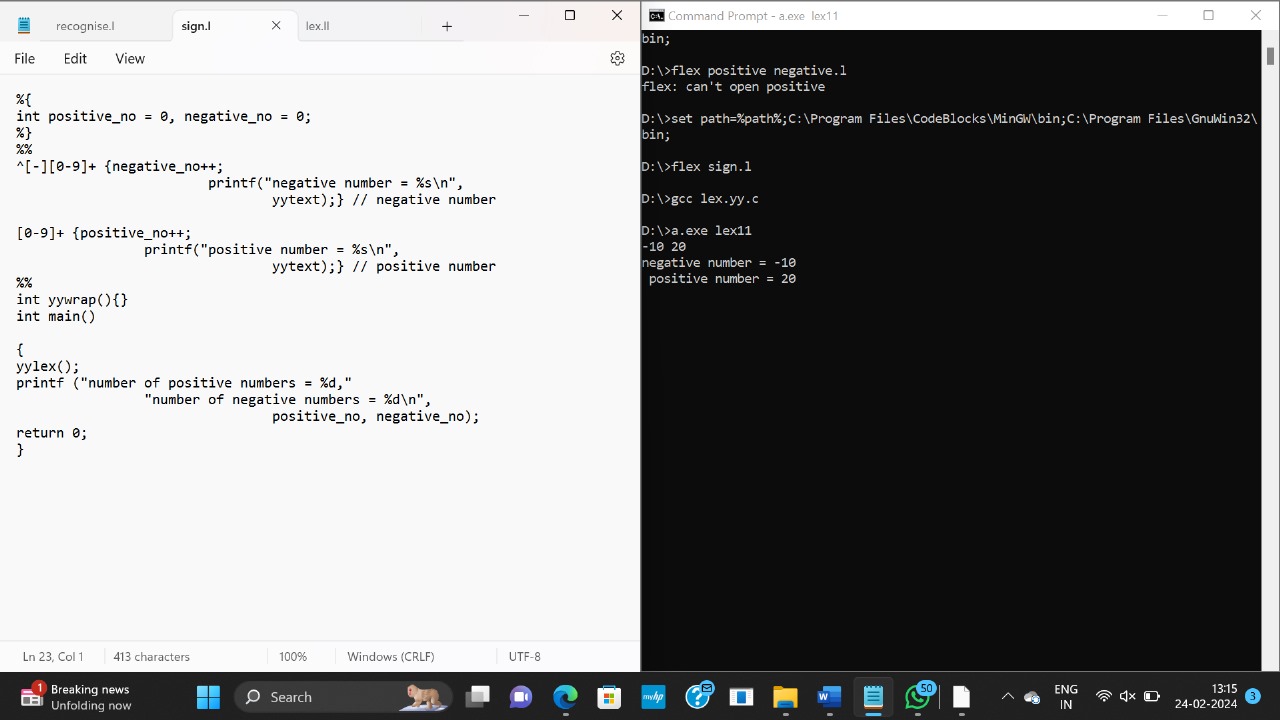 recognise.l
sign.l
lex.ll
File
Edit
View
%{
int positive_no = 0, negative_no = 0;
%}
%%
^[-][0-9]+ {negative_no++;
printf("negative number = %s\n",
yytext);} // negative number
[0-9]+ {positive_no++;
printf("positive number = %s\n",
yytext);} // positive number
%%
int yywrap(){}
int main()
{
yylex();
printf ("number of positive numbers = %d,"
"number of negative numbers = %d\n",
positive_no, negative_no);
return 0;
}
Ln 23, Col 1
413 characters
100%
Windows (CRLF)
UTF-8
Command Prompt - a.exe lex11
bin;
D:\>flex positive negative.l
flex: can't open positive
D:\>set path=%path%;C:\Program Files\CodeBlocks\MinGW\bin;C:\Program Files\GnuWin32\
bin;
D:\>flex sign.l
D:\>gcc lex.yy.c
D:\>a.exe lex11
-10 20
negative number = -10
positive number = 20
1
Breaking news
Unfolding now
Search
myhp
50
ENG
IN
13:15
24-02-2024
3